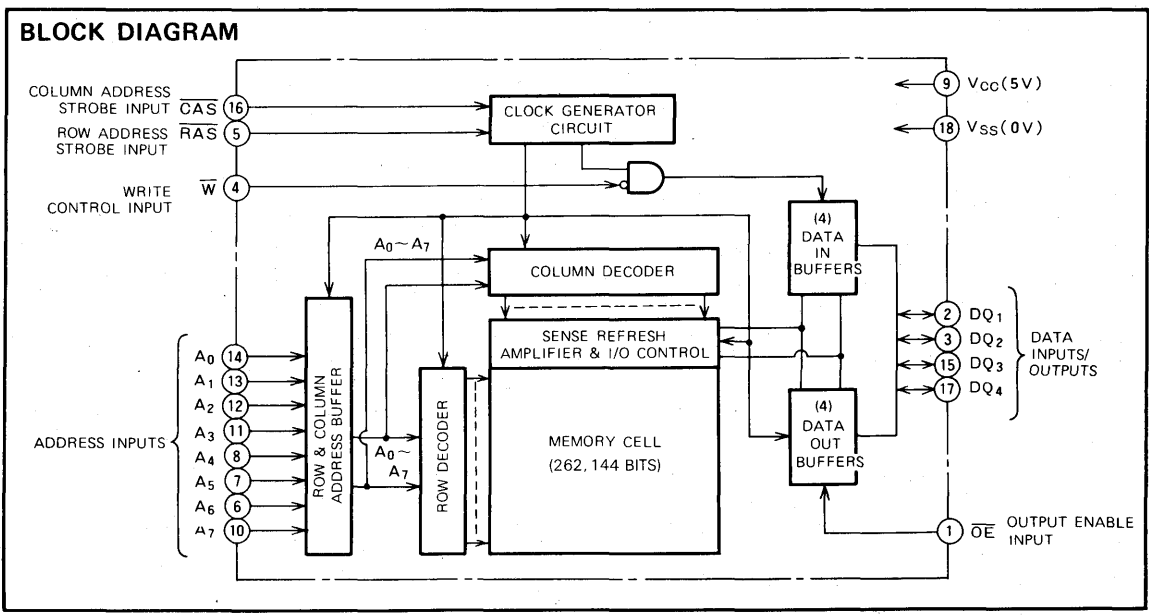 BLOCK DIAGRAM
COLUMN ADDRESS
STROBE INPUT C̅A̅S̅ 16
ROW ADDRESS R̅A̅S̅ 5
STROBE INPUT
WRITE W̅ 4
CONTROL INPUT
CLOCK GENERATOR
CIRCUIT
9 VCC(5V)
18 VSS(0V)
(4)
DATA
IN
BUFFERS
A0~A7
COLUMN DECODER
SENSE REFRESH
AMPLIFIER & I/O CONTROL
MEMORY CELL
(262,144 BITS)
ADDRESS INPUTS
A0 14
A1 13
A2 12
A3 11
A4 8
A5 7
A6 6
A7 10
ROW & COLUMN
ADDRESS BUFFER
A0~
A7
ROW DECODER
(4)
DATA
OUT
BUFFERS
2 DQ1
3 DQ2
15 DQ3
17 DQ4
DATA
INPUTS/
OUTPUTS
1 O̅E̅ OUTPUT ENABLE
INPUT